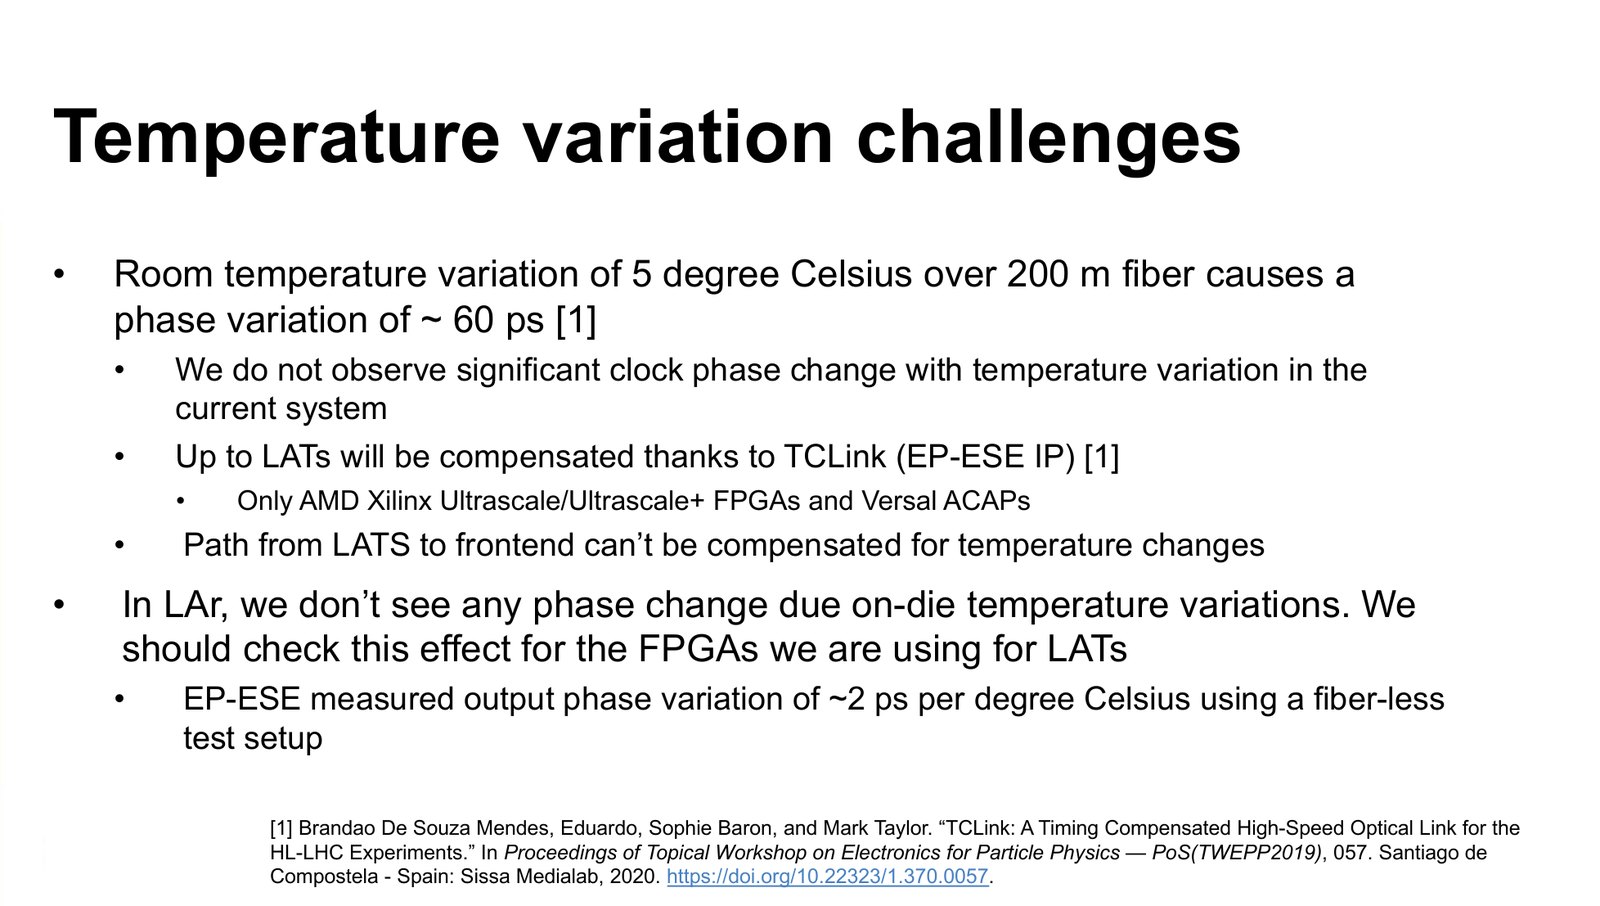 Temperature variation challenges
• Room temperature variation of 5 degree Celsius over 200 m fiber causes a
phase variation of ~ 60 ps [1]
• We do not observe significant clock phase change with temperature variation in the
current system
• Up to LATs will be compensated thanks to TCLink (EP-ESE IP) [1]
• Only AMD Xilinx Ultrascale/Ultrascale+ FPGAs and Versal ACAPs
• Path from LATS to frontend can’t be compensated for temperature changes
• In LAr, we don’t see any phase change due on-die temperature variations. We
should check this effect for the FPGAs we are using for LATs
• EP-ESE measured output phase variation of ~2 ps per degree Celsius using a fiber-less
test setup
[1] Brandao De Souza Mendes, Eduardo, Sophie Baron, and Mark Taylor. “TCLink: A Timing Compensated High-Speed Optical Link for the
HL-LHC Experiments.” In Proceedings of Topical Workshop on Electronics for Particle Physics — PoS(TWEPP2019), 057. Santiago de
Compostela - Spain: Sissa Medialab, 2020. https://doi.org/10.22323/1.370.0057.